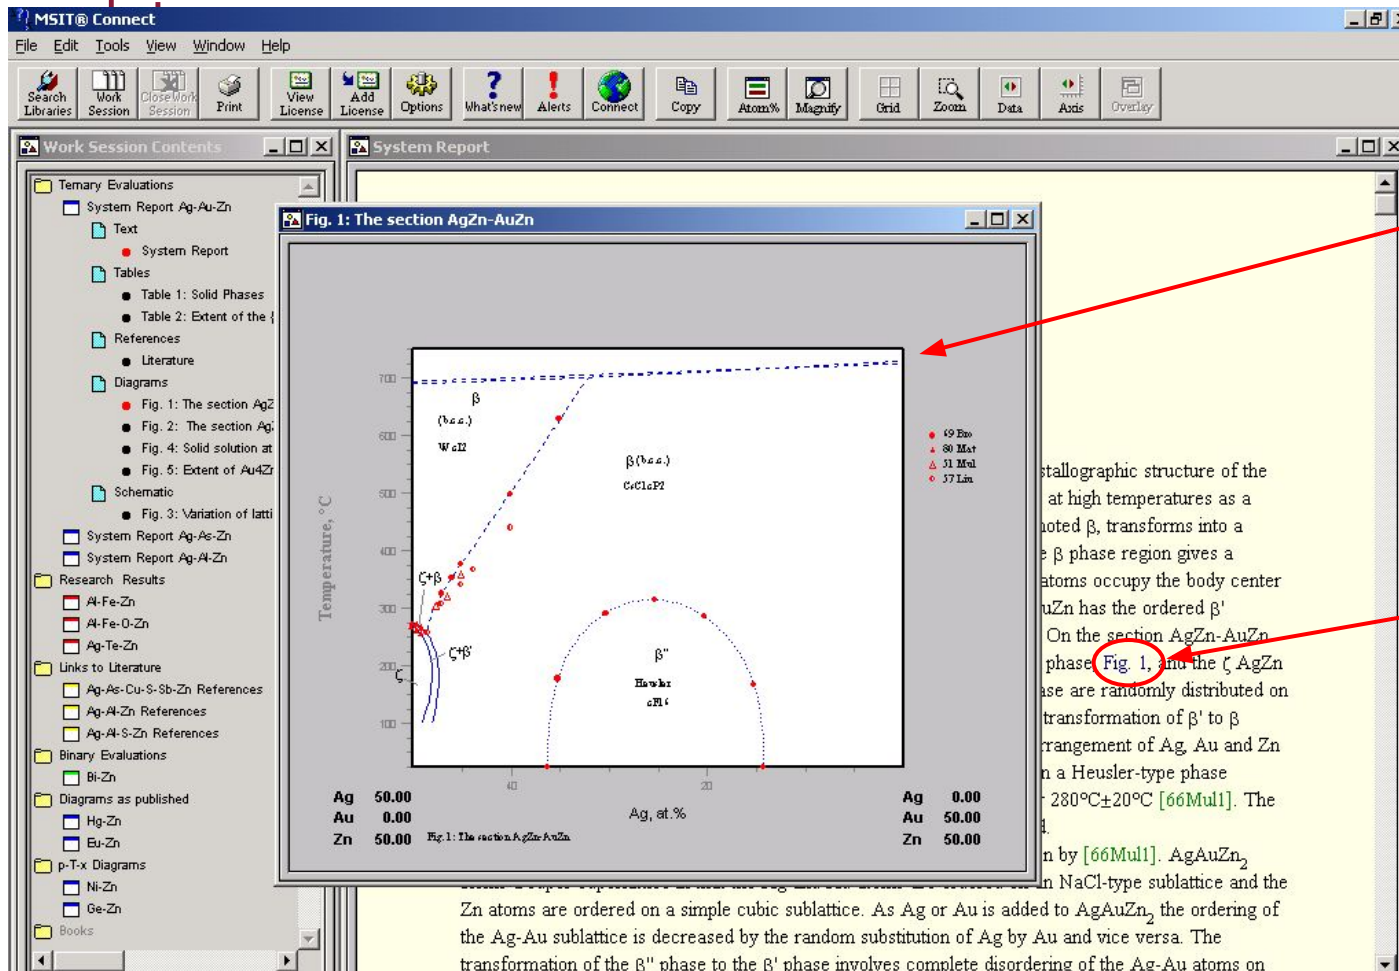 MSIT® Connect
File Edit Tools View Window Help
Search Libraries
Work Session
CloseWork Session
Print
View License
Add License
Options
What'snew
Alerts
Connect
Copy
Atom%
Magnify
Grid
Zoom
Data
Axis
Overlay
Work Session Contents
Ternary Evaluations
System Report Ag-Au-Zn
Text
System Report
Tables
Table 1: Solid Phases
Table 2: Extent of the
References
Literature
Diagrams
Fig. 1: The section AgZ
Fig. 2: The section Ag
Fig. 4: Solid solution at
Fig. 5: Extent of Au4Zr
Schematic
Fig. 3: Variation of latti
System Report Ag-As-Zn
System Report Ag-Al-Zn
Research Results
Al-Fe-Zn
Al-Fe-O-Zn
Ag-Te-Zn
Links to Literature
Ag-As-Cu-S-Sb-Zn References
Ag-Al-Zn References
Ag-Al-S-Zn References
Binary Evaluations
Bi-Zn
Diagrams as published
Hg-Zn
Eu-Zn
p-T-x Diagrams
Ni-Zn
Ge-Zn
Books
System Report
Fig. 1: The section AgZn-AuZn
700
600
500
400
300
200
100
Temperature, °C
β
β(b.c.c.)
CsCl cP2
ζ+β
ζ+β'
ζ
β''
Heusler
cF16
69 Bro
80 Mat
51 Mul
57 Lin
40
20
Ag, at.%
Ag 50.00
Au 0.00
Zn 50.00
Ag 0.00
Au 50.00
Zn 50.00
Fig. 1: The section AgZn-AuZn
stallographic structure of the
at high temperatures as a
noted β, transforms into a
β phase region gives a
atoms occupy the body center
uZn has the ordered β'
On the section AgZn-AuZn
phase, Fig. 1, and the ζ AgZn
ase are randomly distributed on
transformation of β' to β
rrangement of Ag, Au and Zn
n a Heusler-type phase
280°C±20°C [66Mul1]. The
n by [66Mul1]. AgAuZn2
in NaCl-type sublattice and the
Zn atoms are ordered on a simple cubic sublattice. As Ag or Au is added to AgAuZn2 the ordering of
the Ag-Au sublattice is decreased by the random substitution of Ag by Au and vice versa. The
transformation of the β'' phase to the β' phase involves complete disordering of the Ag-Au atoms on